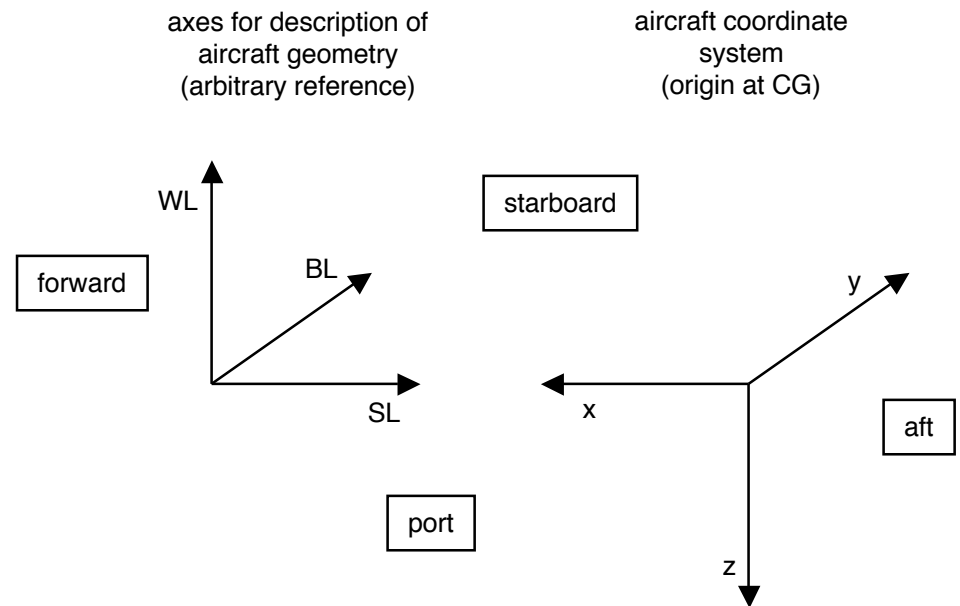 axes for description of
aircraft geometry
(arbitrary reference)
aircraft coordinate
system
(origin at CG)
WL
starboard
forward
BL
y
SL
x
aft
port
z